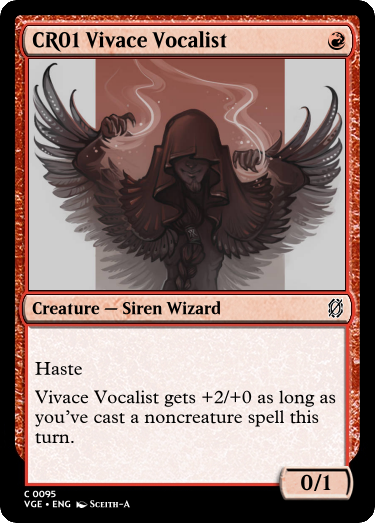 CR01 Vivace Vocalist
Creature — Siren Wizard
Haste
Vivace Vocalist gets +2/+0 as long as
you've cast a noncreature spell this
turn.
0/1
C 0095
VGE • ENG Sceith-A